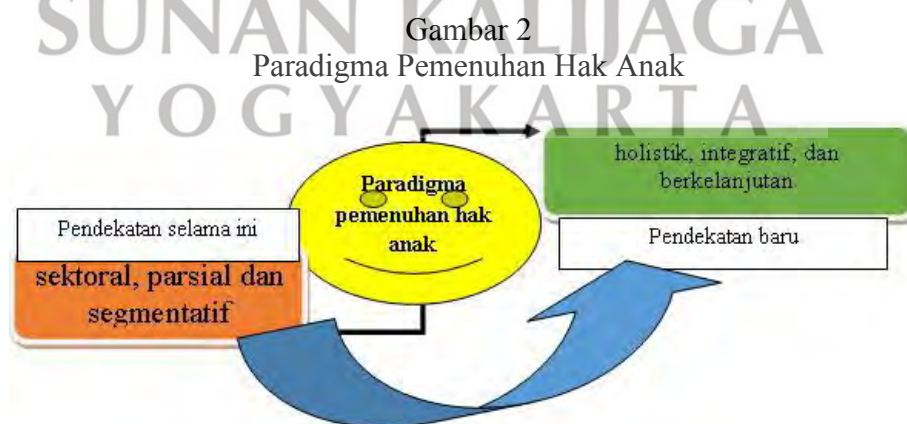 SUNAN KALIJAGA
Gambar 2
Paradigma Pemenuhan Hak Anak
YOGYAKARTA
Paradigma
pemenuhan hak
anak
holistik, integratif, dan
berkelanjutan
Pendekatan baru
Pendekatan selama ini
sektoral, parsial dan
segmentatif